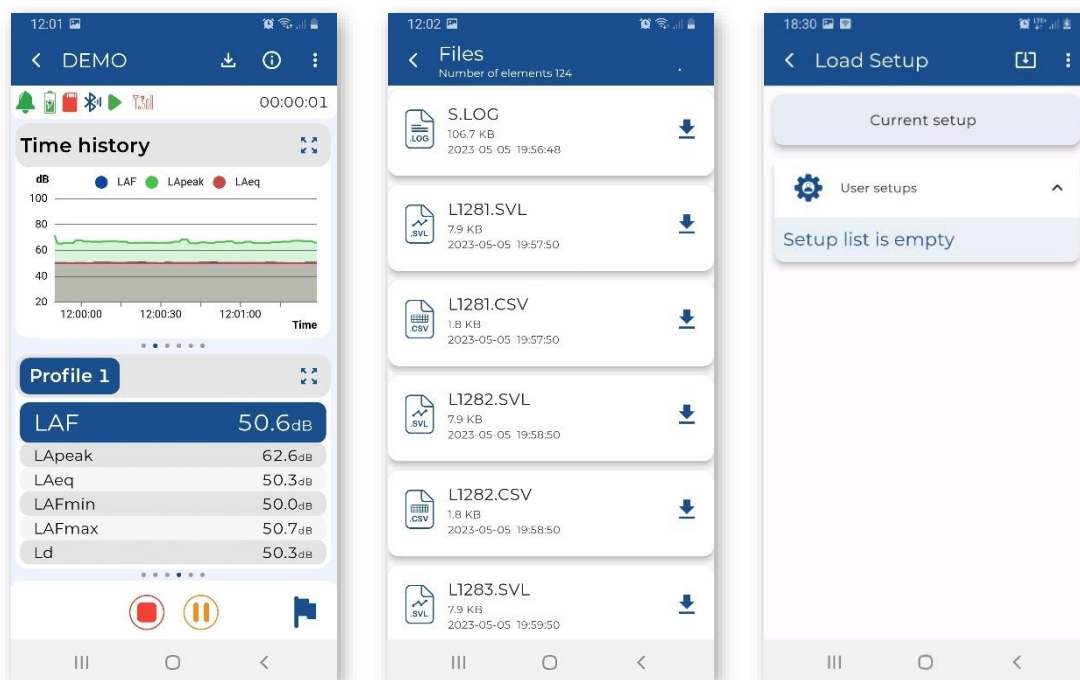 12:01
DEMO
00:00:01
Time history
dB LAF LApeak LAeq
100
80
60
40
20
12:00:00 12:00:30 12:01:00
Time
Profile 1
LAF 50.6dB
LApeak 62.6dB
LAeq 50.3dB
LAFmin 50.0dB
LAFmax 50.7dB
Ld 50.3dB
12:02
Files
Number of elements 124
S.LOG
.LOG
106.7 KB
2023-05-05 19:56:48
L1281.SVL
.SVL
7.9 KB
2023-05-05 19:57:50
L1281.CSV
.CSV
1.8 KB
2023-05-05 19:57:50
L1282.SVL
.SVL
7.9 KB
2023-05-05 19:58:50
L1282.CSV
.CSV
1.8 KB
2023-05-05 19:58:50
L1283.SVL
.SVL
7.9 KB
2023-05-05 19:59:50
18:30
Load Setup
Current setup
User setups
Setup list is empty